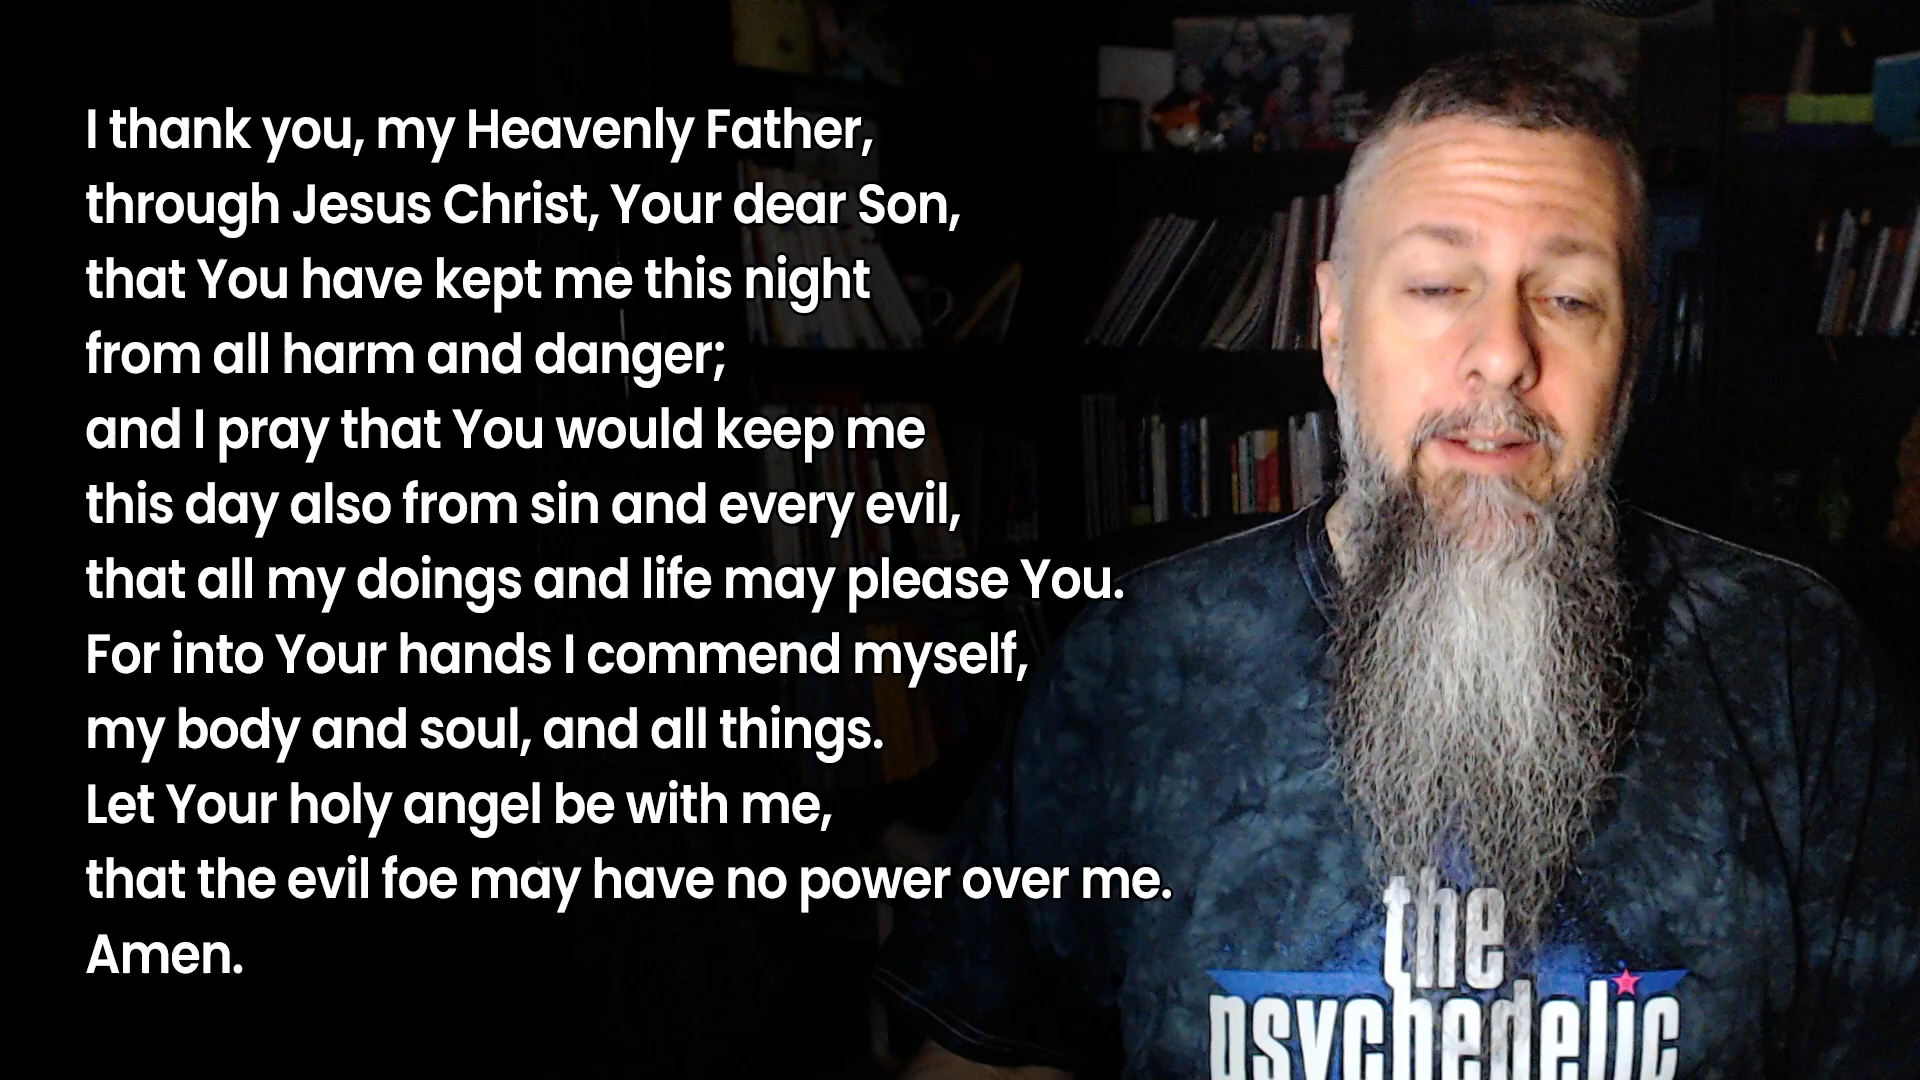 I thank you, my Heavenly Father,
through Jesus Christ, Your dear Son,
that You have kept me this night
from all harm and danger;
and I pray that You would keep me
this day also from sin and every evil,
that all my doings and life may please You.
For into Your hands I commend myself,
my body and soul, and all things.
Let Your holy angel be with me,
that the evil foe may have no power over me.
Amen.
the
psychedelic